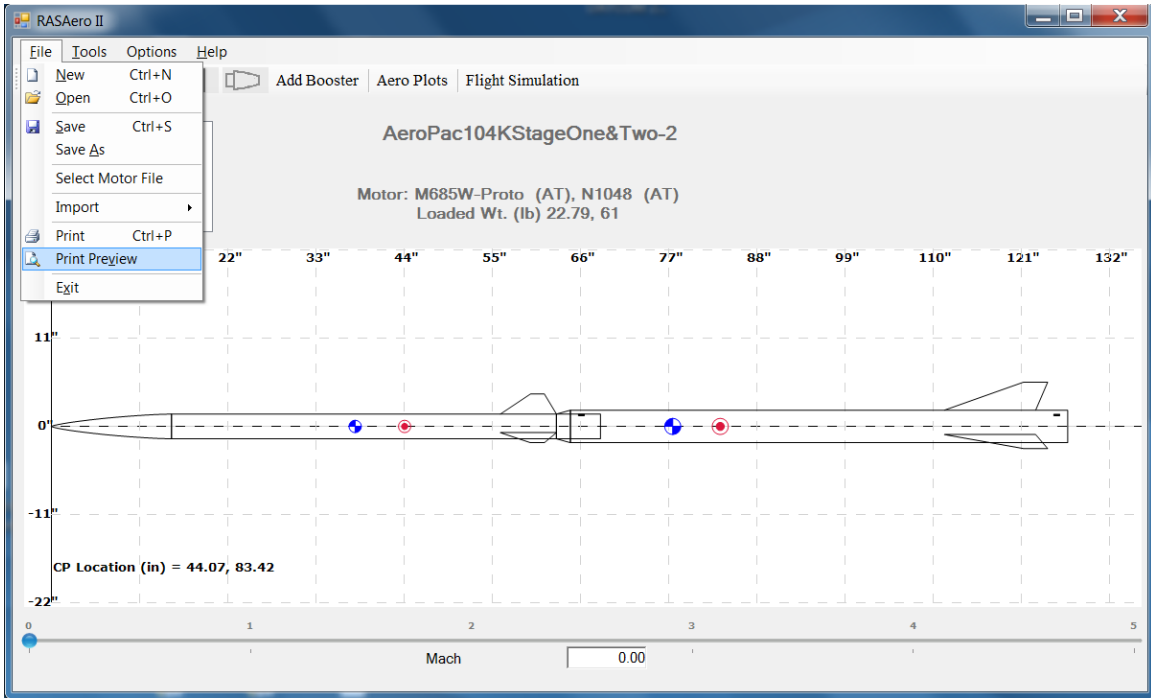 RASAero II
File Tools Options Help
New Ctrl+N
Open Ctrl+O
Save Ctrl+S
Save As
Select Motor File
Import
Print Ctrl+P
Print Preview
Exit
Add Booster Aero Plots Flight Simulation
AeroPac104KStageOne&Two-2
Motor: M685W-Proto (AT), N1048 (AT)
Loaded Wt. (lb) 22.79, 61
22" 33" 44" 55" 66" 77" 88" 99" 110" 121" 132"
11"
0"
-11"
CP Location (in) = 44.07, 83.42
-22"
0 1 2 3 4 5
Mach 0.00